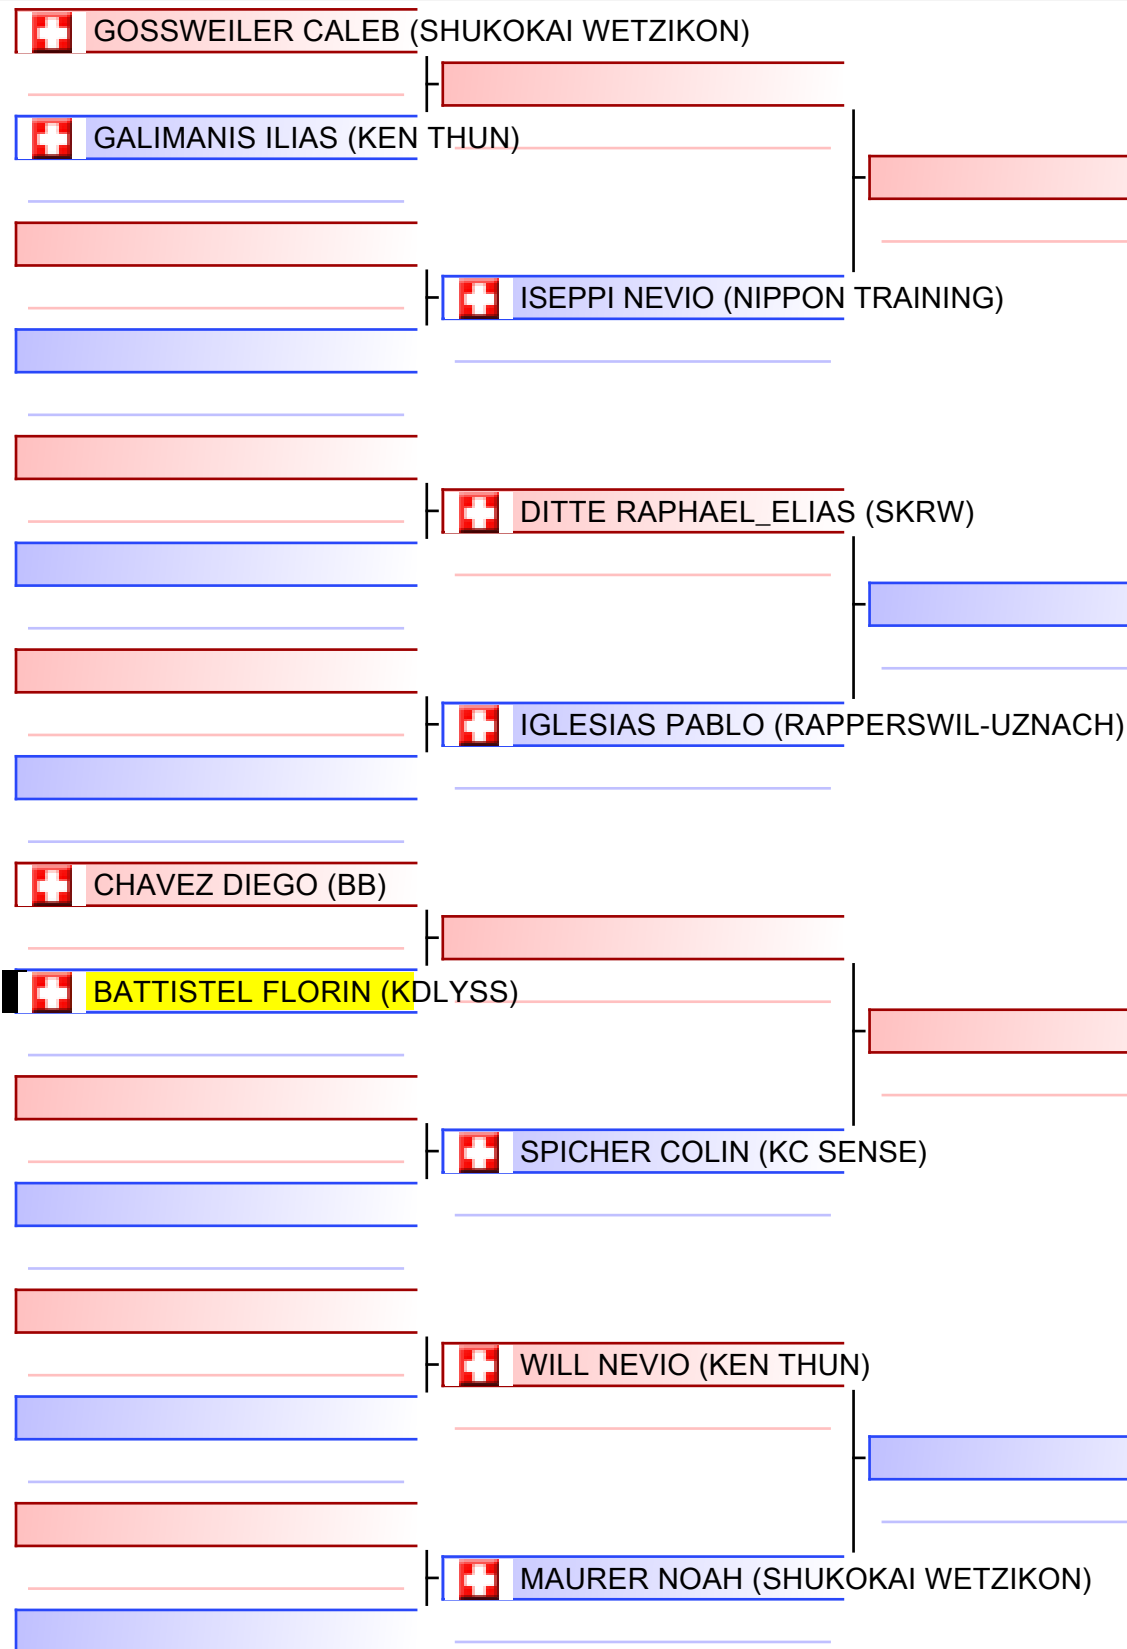 GOSSWEILER CALEB (SHUKOKAI WETZIKON)
GALIMANIS ILIAS (KEN THUN)
ISEPPI NEVIO (NIPPON TRAINING)
DITTE RAPHAEL_ELIAS (SKRW)
IGLESIAS PABLO (RAPPERSWIL-UZNACH)
CHAVEZ DIEGO (BB)
BATTISTEL FLORIN (KDLYSS)
SPICHER COLIN (KC SENSE)
WILL NEVIO (KEN THUN)
MAURER NOAH (SHUKOKAI WETZIKON)